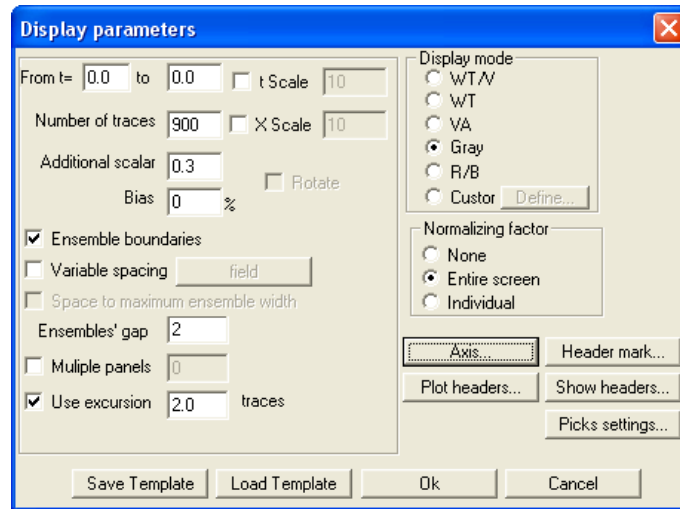 Display parameters
From t= 0.0 to 0.0 t Scale 10
Number of traces 900 X Scale 10
Additional scalar 0.3
Rotate
Bias 0 %
Ensemble boundaries
Variable spacing field
Space to maximum ensemble width
Ensembles' gap 2
Muliple panels 0
Use excursion 2.0 traces
Display mode
WT/V
WT
VA
Gray
R/B
Custor Define...
Normalizing factor
None
Entire screen
Individual
Axis... Header mark...
Plot headers... Show headers...
Picks settings...
Save Template Load Template Ok Cancel